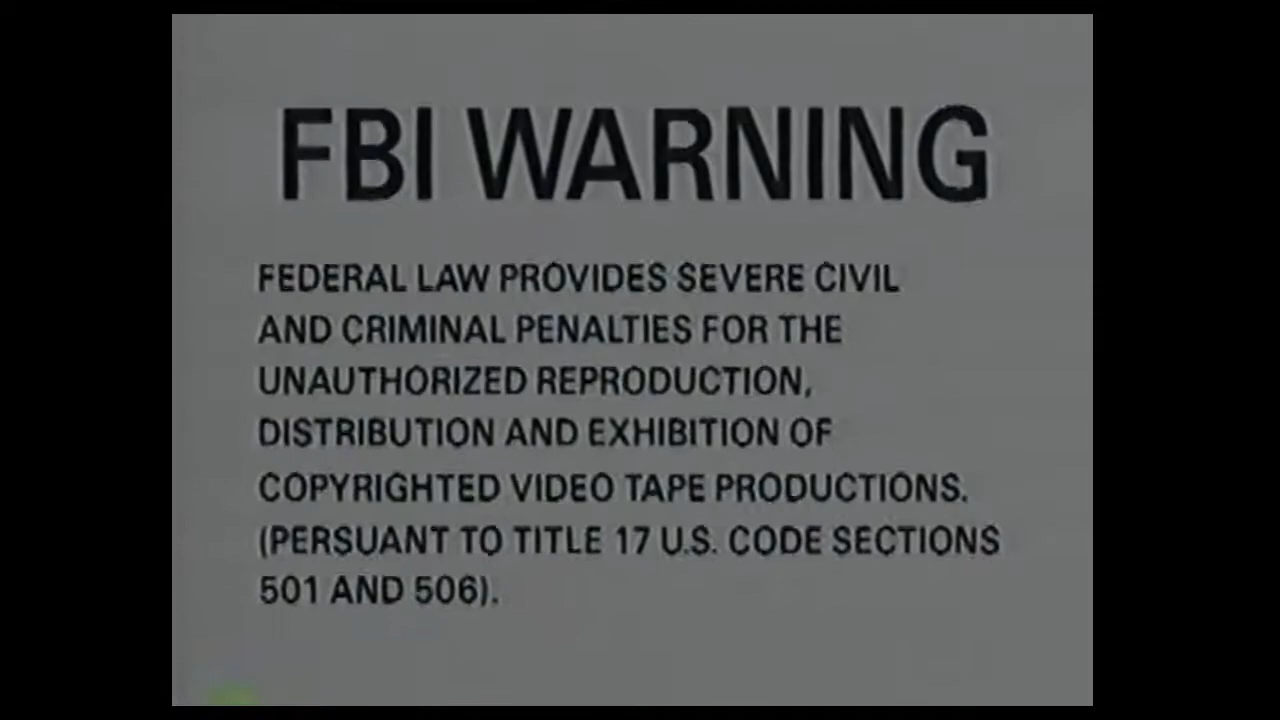 FBI WARNING
FEDERAL LAW PROVIDES SEVERE CIVIL
AND CRIMINAL PENALTIES FOR THE
UNAUTHORIZED REPRODUCTION,
DISTRIBUTION AND EXHIBITION OF
COPYRIGHTED VIDEO TAPE PRODUCTIONS.
(PERSUANT TO TITLE 17 U.S. CODE SECTIONS
501 AND 506).